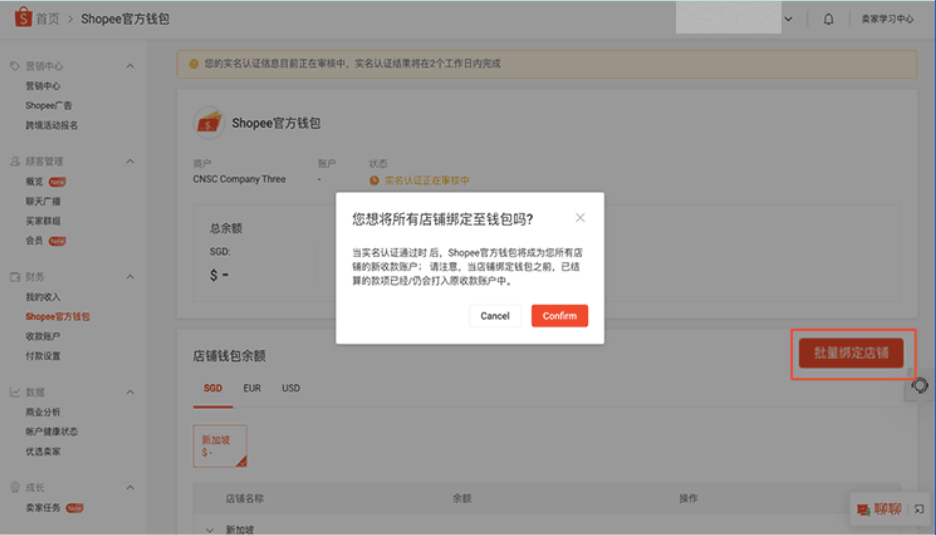 首页 > Shopee官方钱包
卖家学习中心
营销中心
营销中心
Shopee广告
跨境活动报名
顾客管理
概览 New
聊天广播
买家群组
会员 New
财务
我的收入
Shopee官方钱包
收款账户
付款设置
数据
商业分析
帐户健康状态
优选卖家
成长
卖家任务 New
您的实名认证信息目前正在审核中，实名认证结果将在2个工作日内完成
Shopee官方钱包
商户 账户 状态
CNSC Company Three - 实名认证正在审核中
总余额
SGD:
$ -
您想将所有店铺绑定至钱包吗?
当实名认证通过时后，Shopee官方钱包将成为您所有店
铺的新收款账户； 请注意，当店铺绑定钱包之前，已结
算的款项已经/仍会打入原收款账户中。
Cancel Confirm
店铺钱包余额
批量绑定店铺
SGD EUR USD
新加坡
$ -
店铺名称 余额 操作
新加坡
聊聊